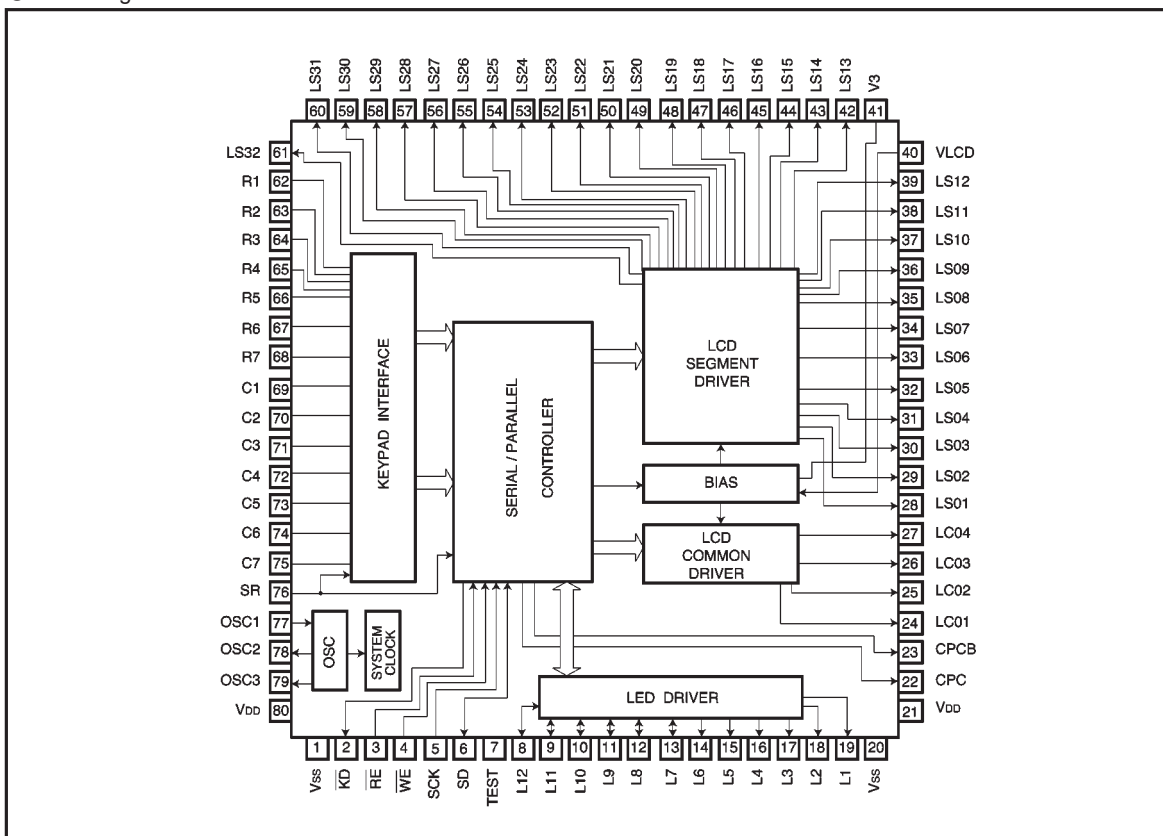 LS31 LS30 LS29 LS28 LS27 LS26 LS25 LS24 LS23 LS22 LS21 LS20 LS19 LS18 LS17 LS16 LS15 LS14 LS13 V3
60 59 58 57 56 55 54 53 52 51 50 49 48 47 46 45 44 43 42 41
LS32 61
R1 62
R2 63
R3 64
R4 65
R5 66
R6 67
R7 68
C1 69
C2 70
C3 71
C4 72
C5 73
C6 74
C7 75
SR 76
OSC1 77
OSC2 78
OSC3 79
VDD 80
KEYPAD INTERFACE
SERIAL / PARALLEL
CONTROLLER
LCD
SEGMENT
DRIVER
BIAS
LCD
COMMON
DRIVER
OSC
SYSTEM
CLOCK
LED DRIVER
40 VLCD
39 LS12
38 LS11
37 LS10
36 LS09
35 LS08
34 LS07
33 LS06
32 LS05
31 LS04
30 LS03
29 LS02
28 LS01
27 LC04
26 LC03
25 LC02
24 LC01
23 CPCB
22 CPC
21 VDD
1 2 3 4 5 6 7 8 9 10 11 12 13 14 15 16 17 18 19 20
Vss KD RE WE SCK SD TEST L12 L11 L10 L9 L8 L7 L6 L5 L4 L3 L2 L1 Vss